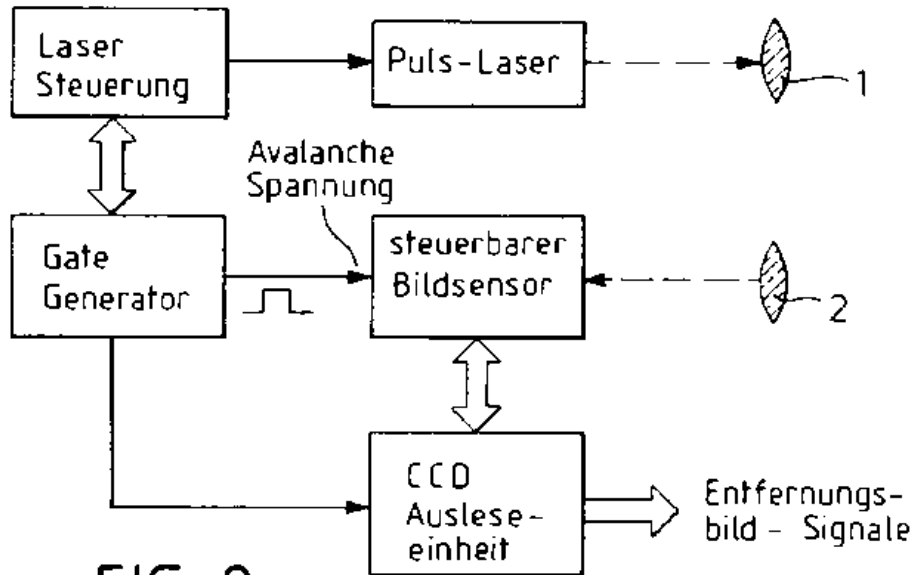 Laser
Steuerung
Puls-Laser
1
Avalanche
Spannung
Gate
Generator
steuerbarer
Bildsensor
2
CCD
Auslese-
einheit
Entfernungs-
bild - Signale